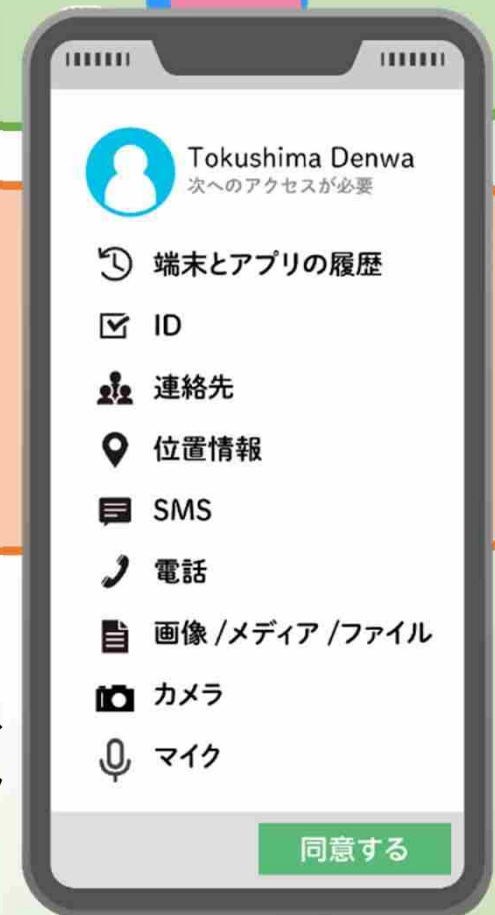 Tokushima Denwa
次へのアクセスが必要
端末とアプリの履歴
ID
連絡先
位置情報
SMS
電話
画像 /メディア /ファイル
カメラ
マイク
同意する